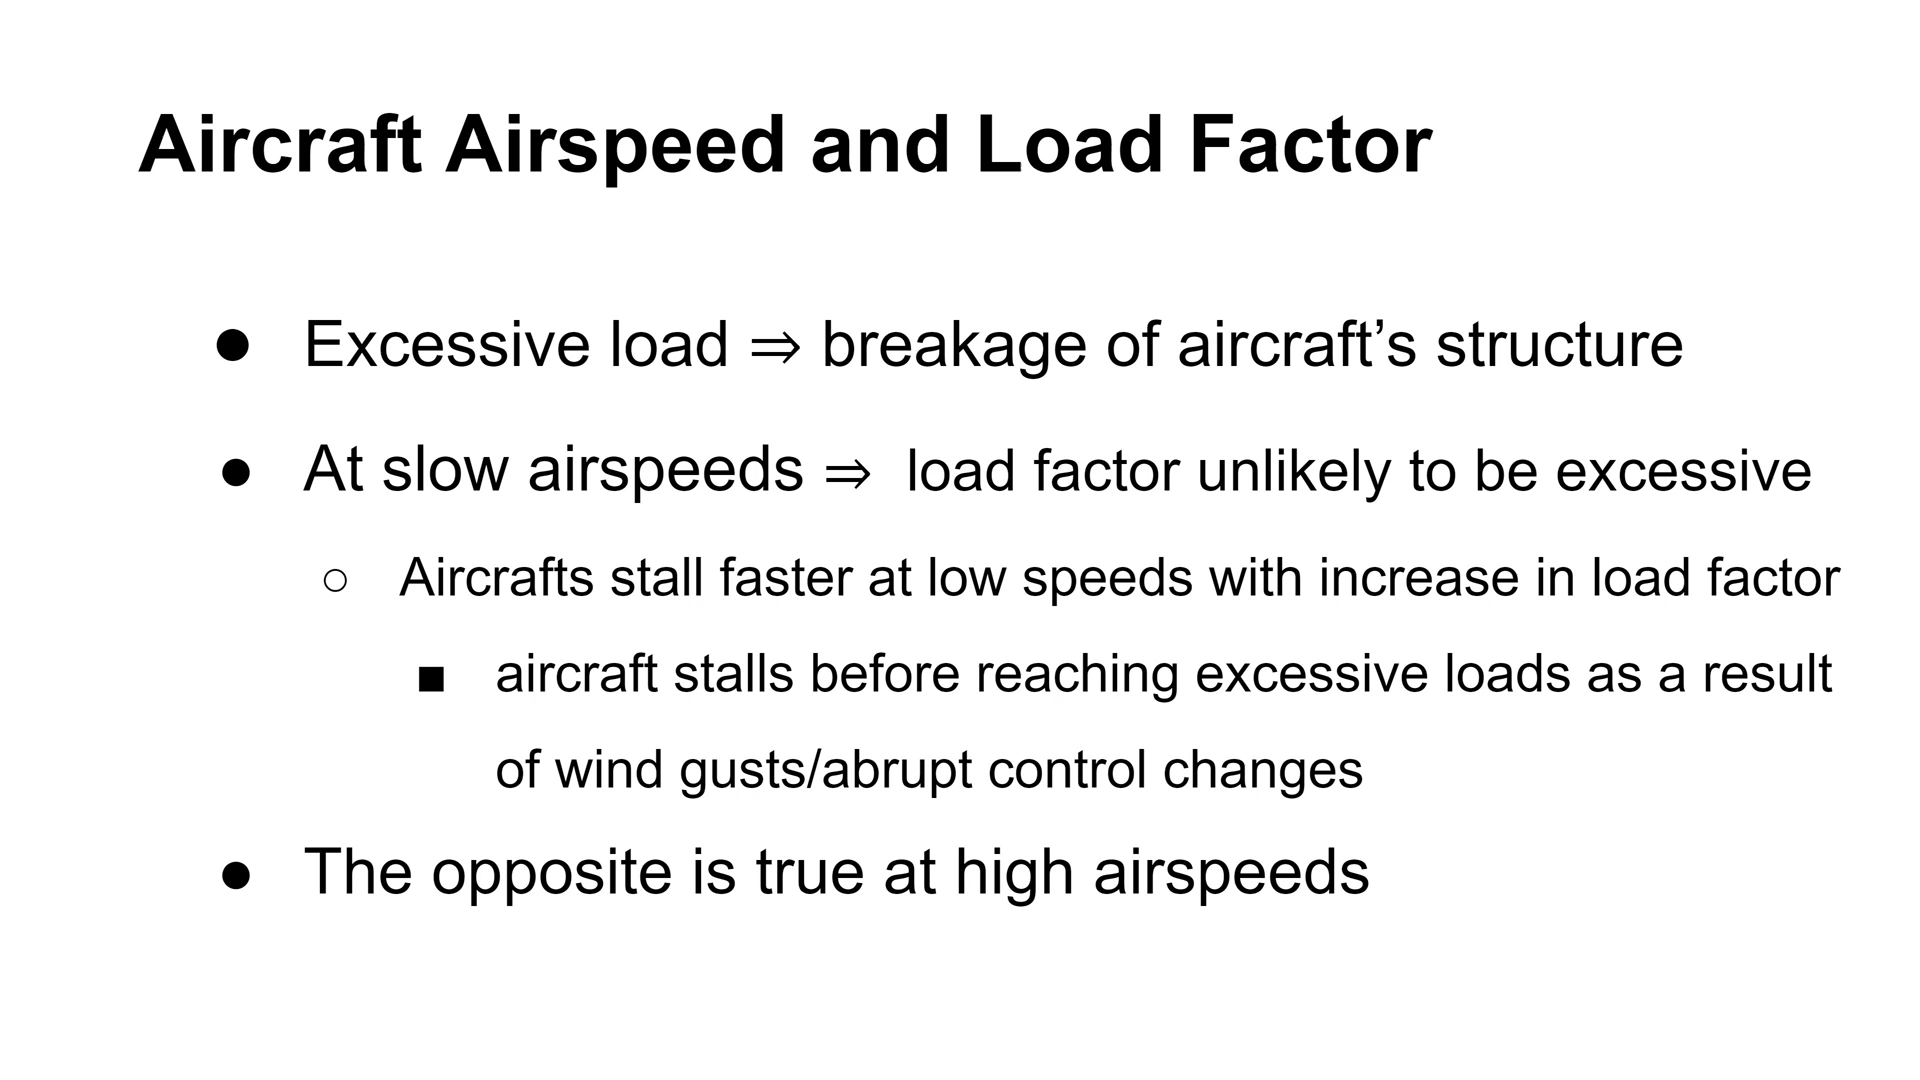 Aircraft Airspeed and Load Factor
● Excessive load ⇒ breakage of aircraft’s structure
● At slow airspeeds ⇒ load factor unlikely to be excessive
○ Aircrafts stall faster at low speeds with increase in load factor
■ aircraft stalls before reaching excessive loads as a result
of wind gusts/abrupt control changes
● The opposite is true at high airspeeds